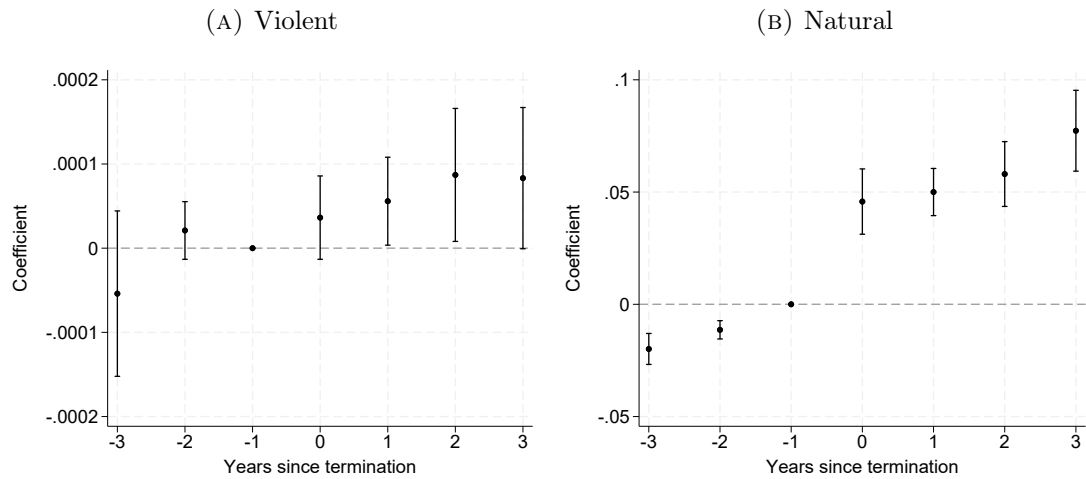 (A) Violent
.0002
.0001
0
-.0001
-.0002
Coefficient
-3 -2 -1 0 1 2 3
Years since termination
(B) Natural
.1
.05
0
-.05
Coefficient
-3 -2 -1 0 1 2 3
Years since termination